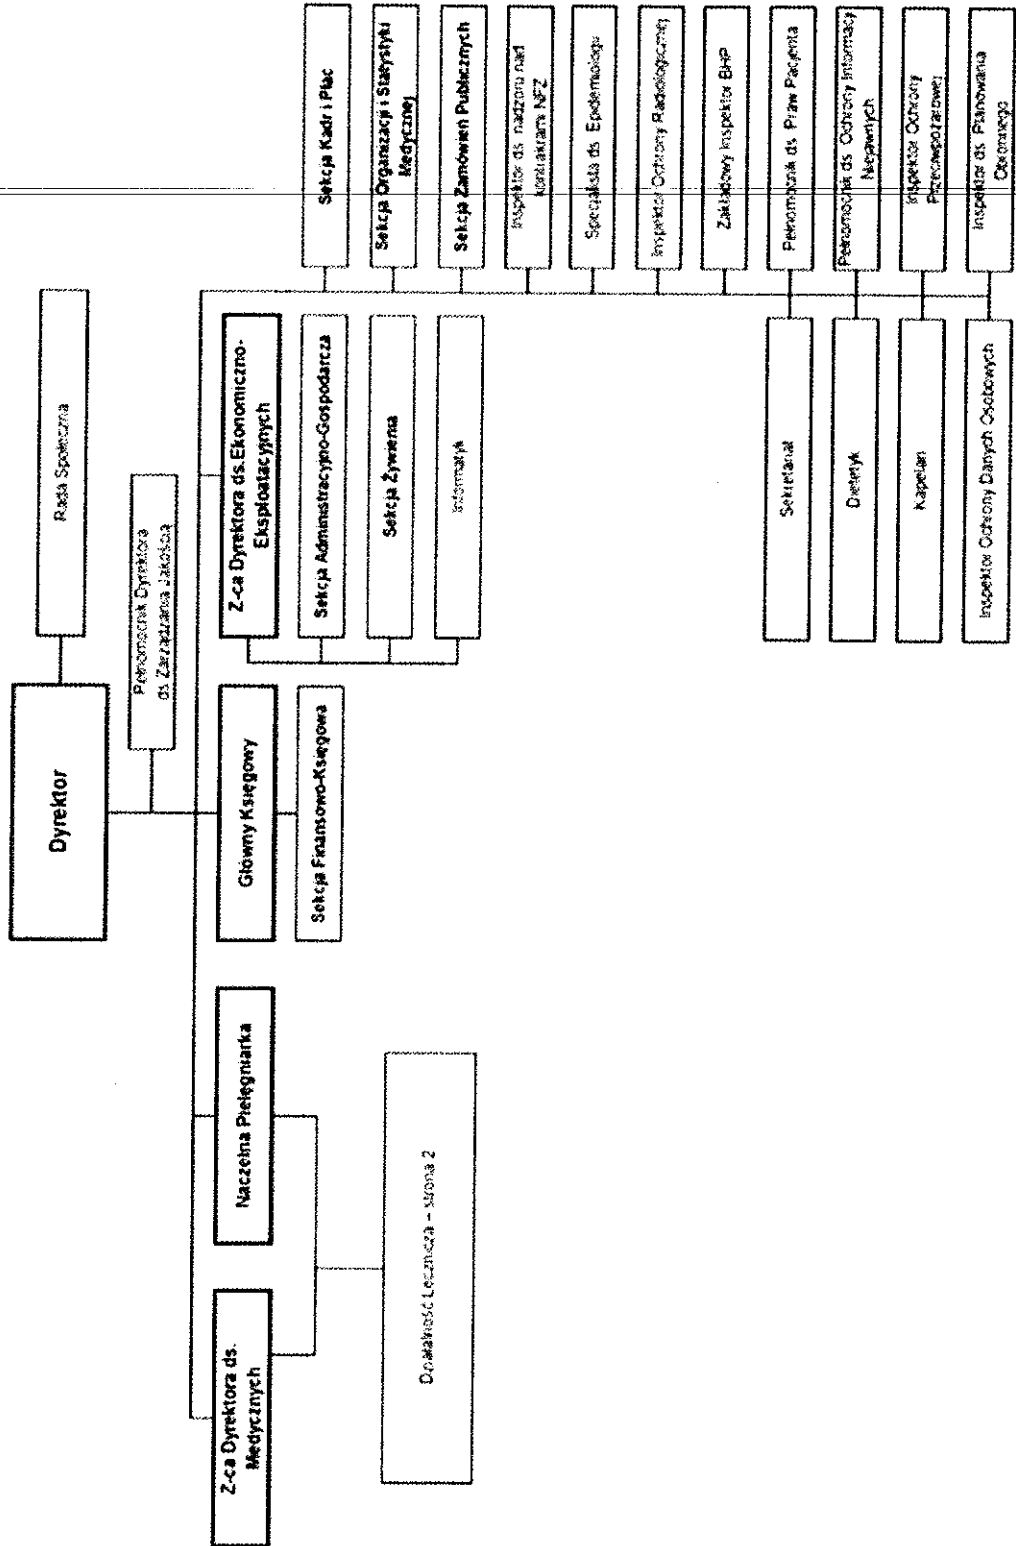 Dyrektor
Rada Społeczna
Pełnomocnik Dyrektora
ds Zarządzania Jakością
Z-ca Dyrektora ds.
Medycznych
Naczelna Pielęgniarka
Główny Księgowy
Z-ca Dyrektora ds.Ekonomiczno-
Eksploatacyjnych
Działalność Lecznicza – strona 2
Sekcja Finansowo-Księgowa
Sekcja Administracyjno-Gospodarcza
Sekcja Żywienia
Informatyk
Sekcja Kadr i Płac
Sekcja Organizacji i Statystyki
Medycznej
Sekcja Zamówień Publicznych
Inspektor ds nadzoru nad
kontraktami NFZ
Specjalista ds Epidemiologii
Inspektor Ochrony Radiologicznej
Zakładowy Inspektor BHP
Sekretariat
Pełnomocnik ds Praw Pacjenta
Dietetyk
Pełnomocnik ds Ochrony Informacji
Niejawnych
Kapelan
Inspektor Ochrony
Przeciwpożarowej
Inspektor Ochrony Danych Osobowych
Inspektor ds Planowania
Obronnego